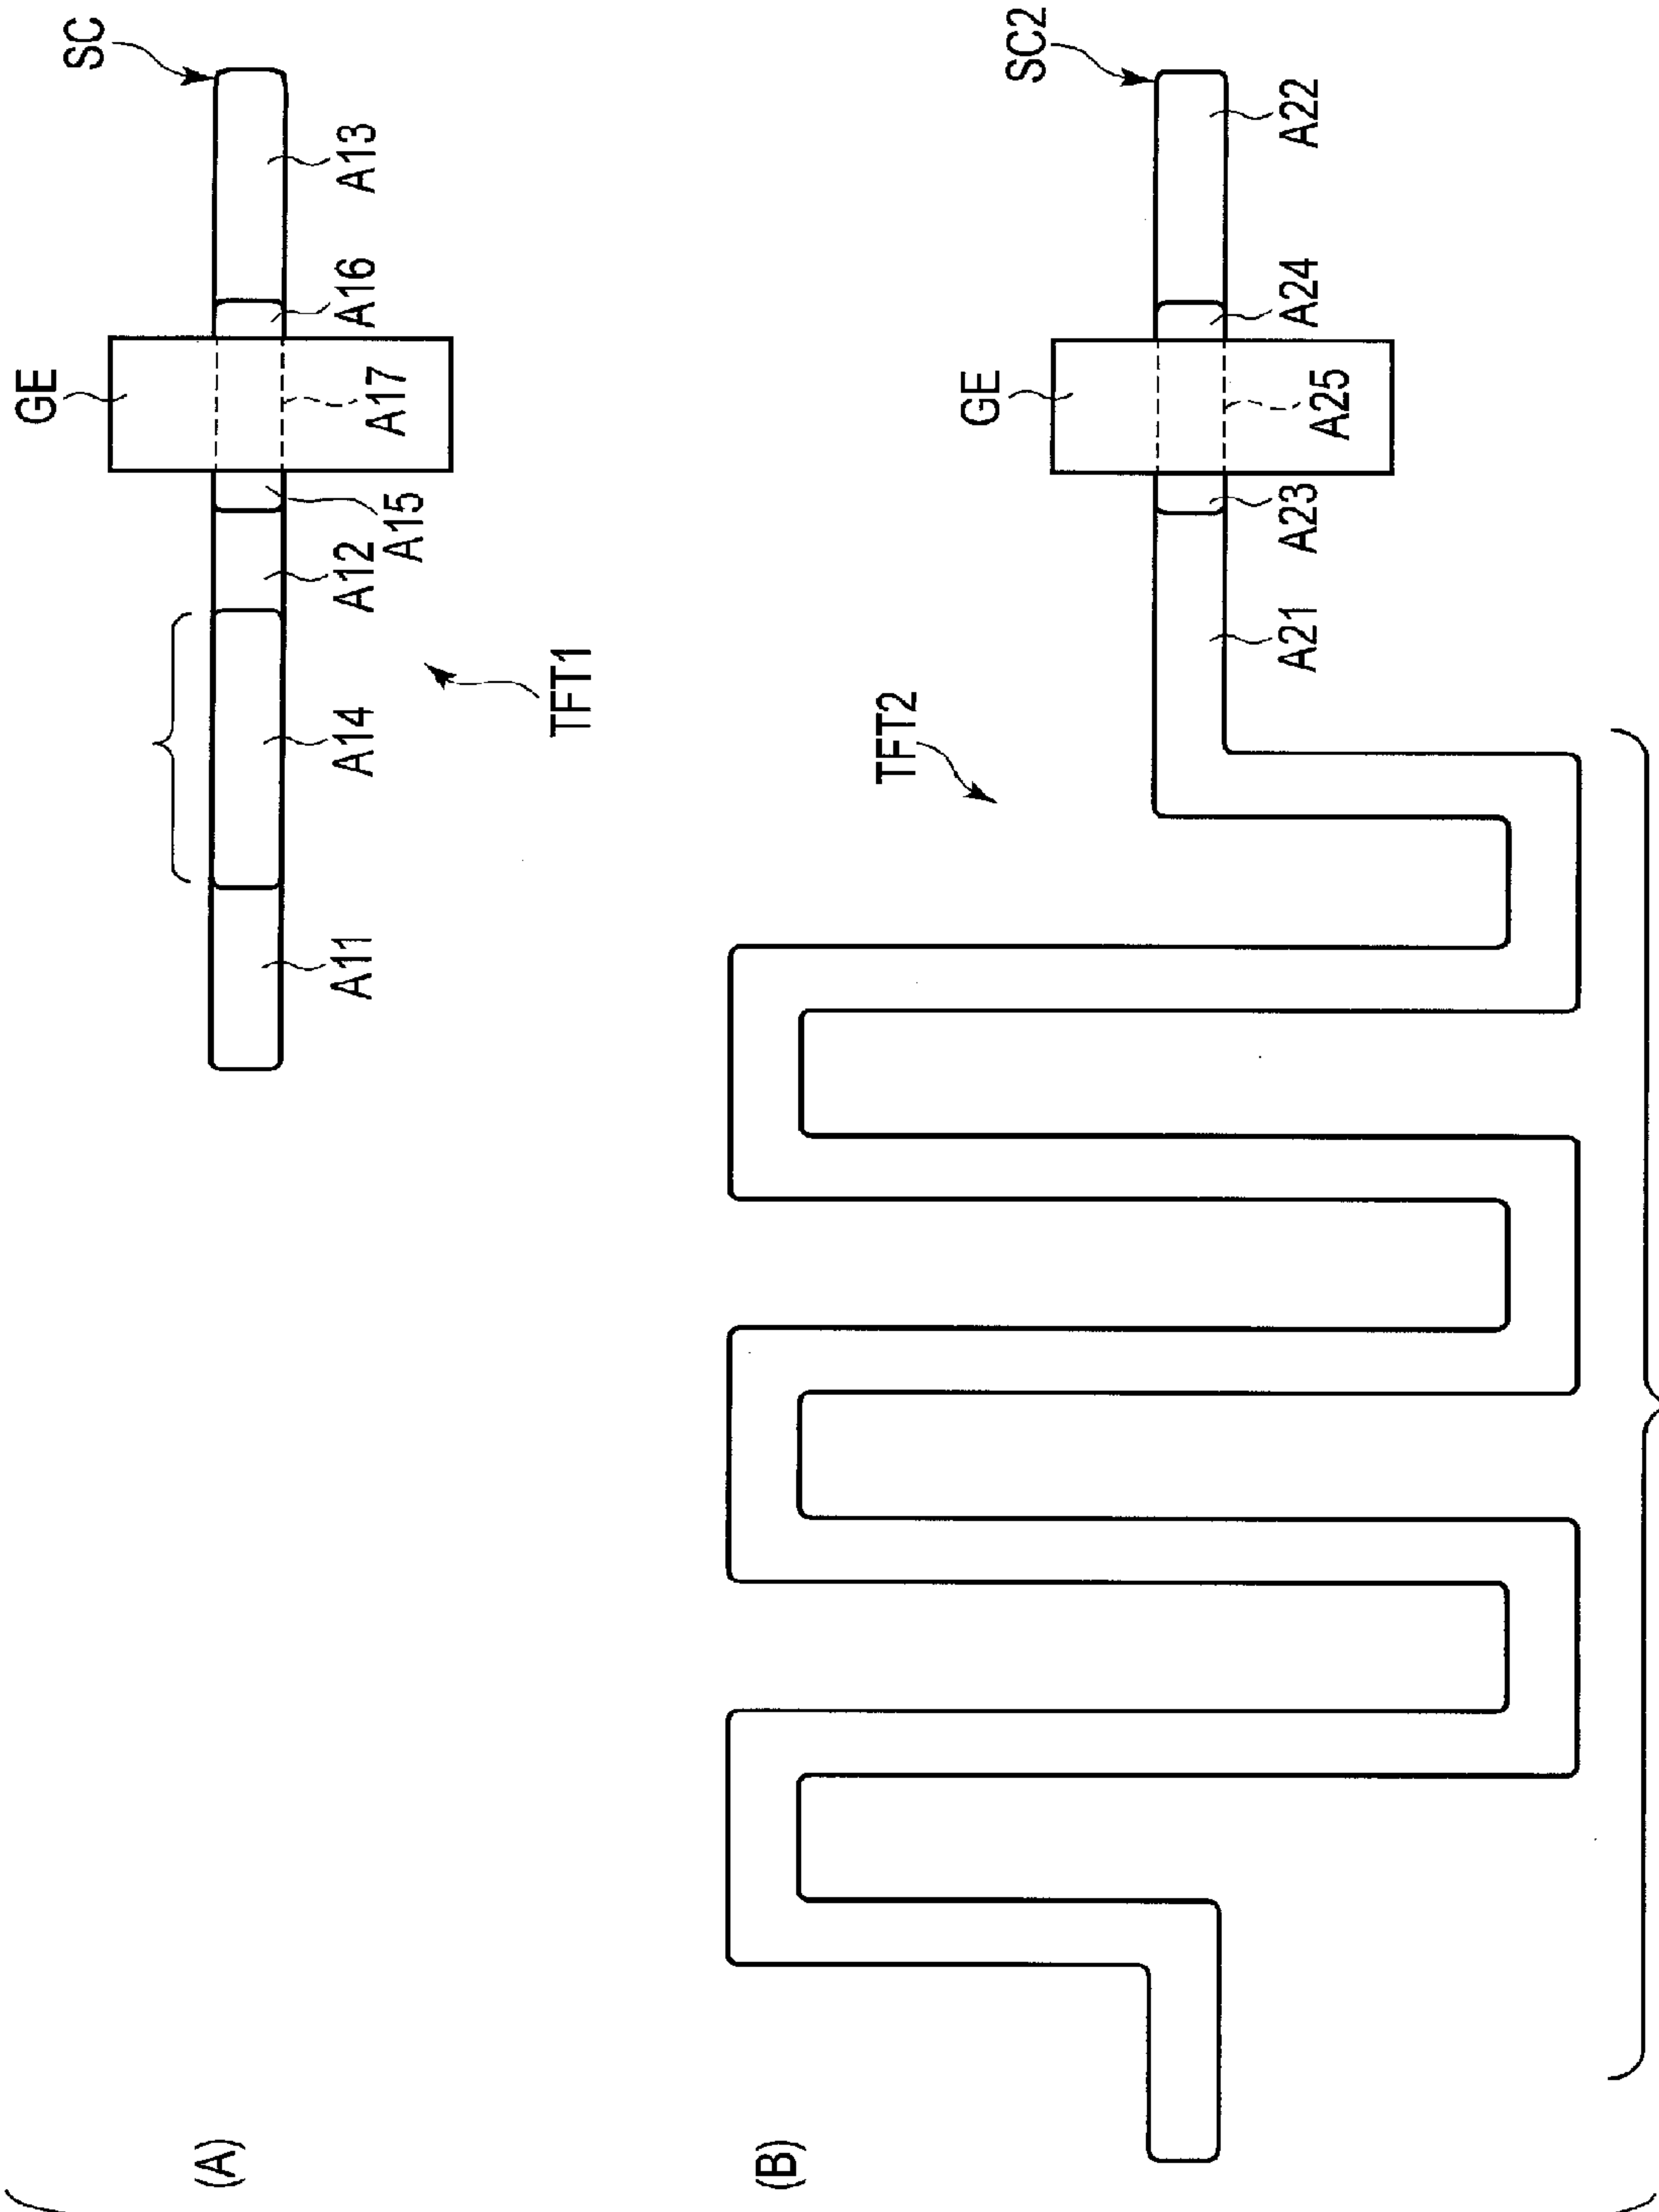 (A)
SC
GE
A11
A14
A12
A15
A17
A16
A13
TFT1
(B)
SC2
GE
TFT2
A21
A23
A25
A24
A22